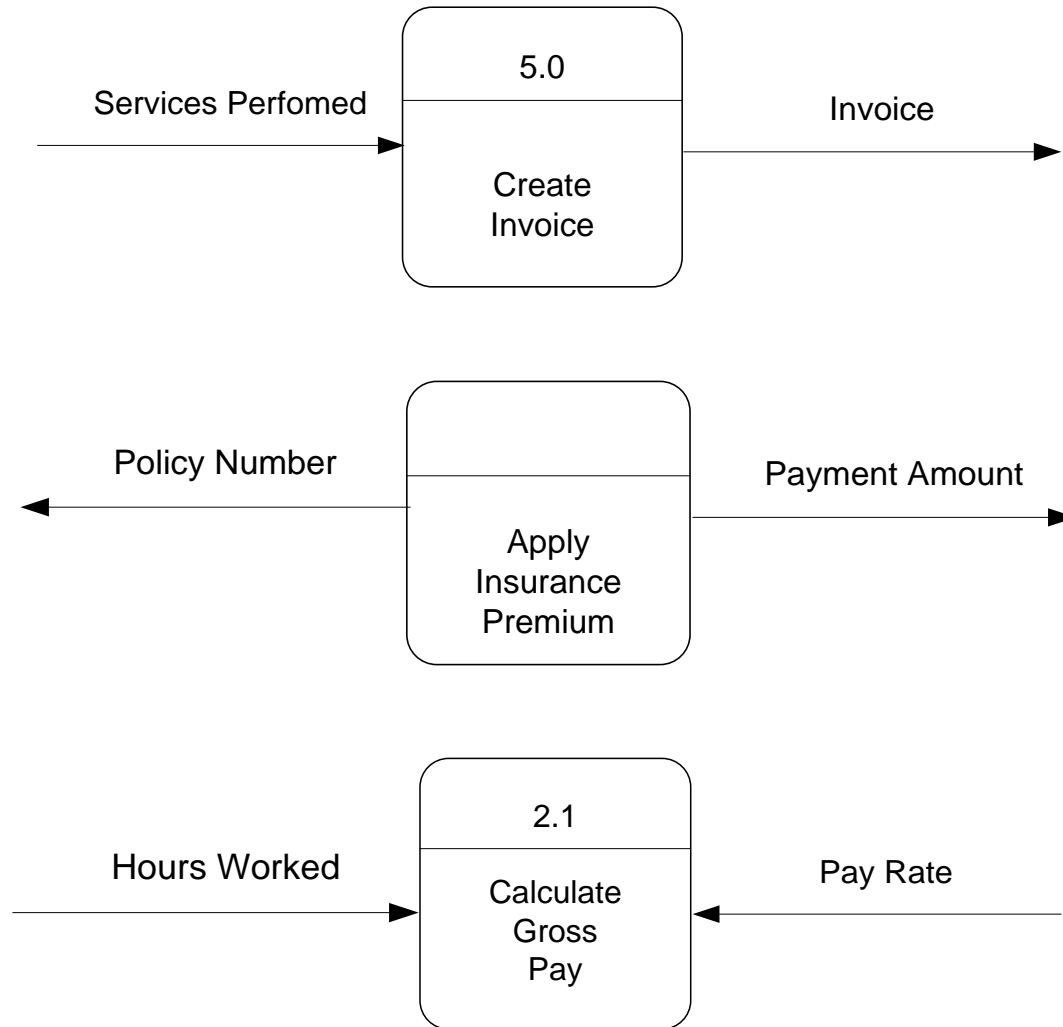 5.0
Services Perfomed
Invoice
Create
Invoice
Policy Number
Payment Amount
Apply
Insurance
Premium
2.1
Hours Worked
Pay Rate
Calculate
Gross
Pay